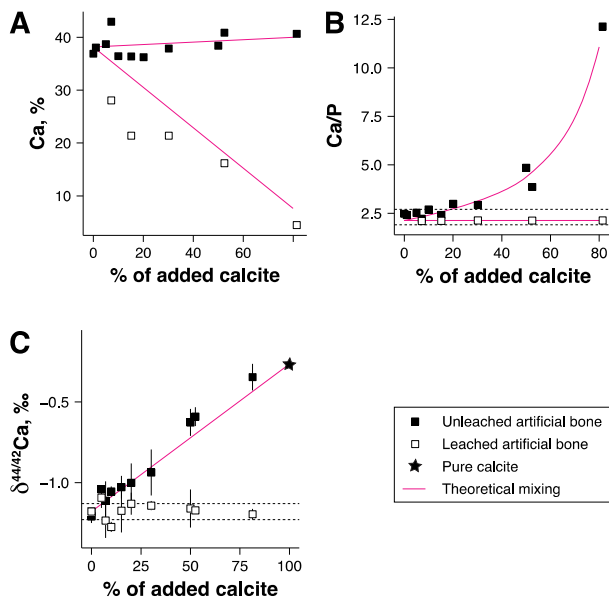 A
Ca, %
40
30
20
10
0
20
40
60
% of added calcite
B
Ca/P
12.5
10.0
7.5
5.0
2.5
0
20
40
60
80
% of added calcite
C
δ44/42Ca, ‰
−0.5
−1.0
0
25
50
75
100
% of added calcite
Unleached artificial bone
Leached artificial bone
Pure calcite
Theoretical mixing